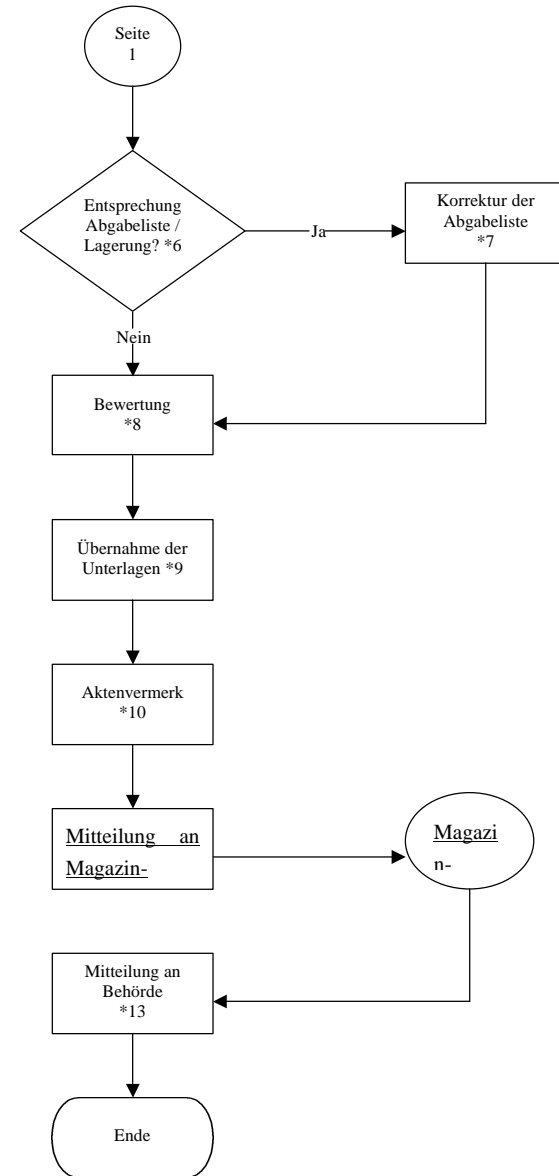 Seite
1
Entsprechung
Abgabeliste /
Lagerung? *6
Ja
Korrektur der
Abgabeliste
*7
Nein
Bewertung
*8
Übernahme der
Unterlagen *9
Aktenvermerk
*10
Mitteilung an
Magazin-
Magazi
n-
Mitteilung an
Behörde
*13
Ende